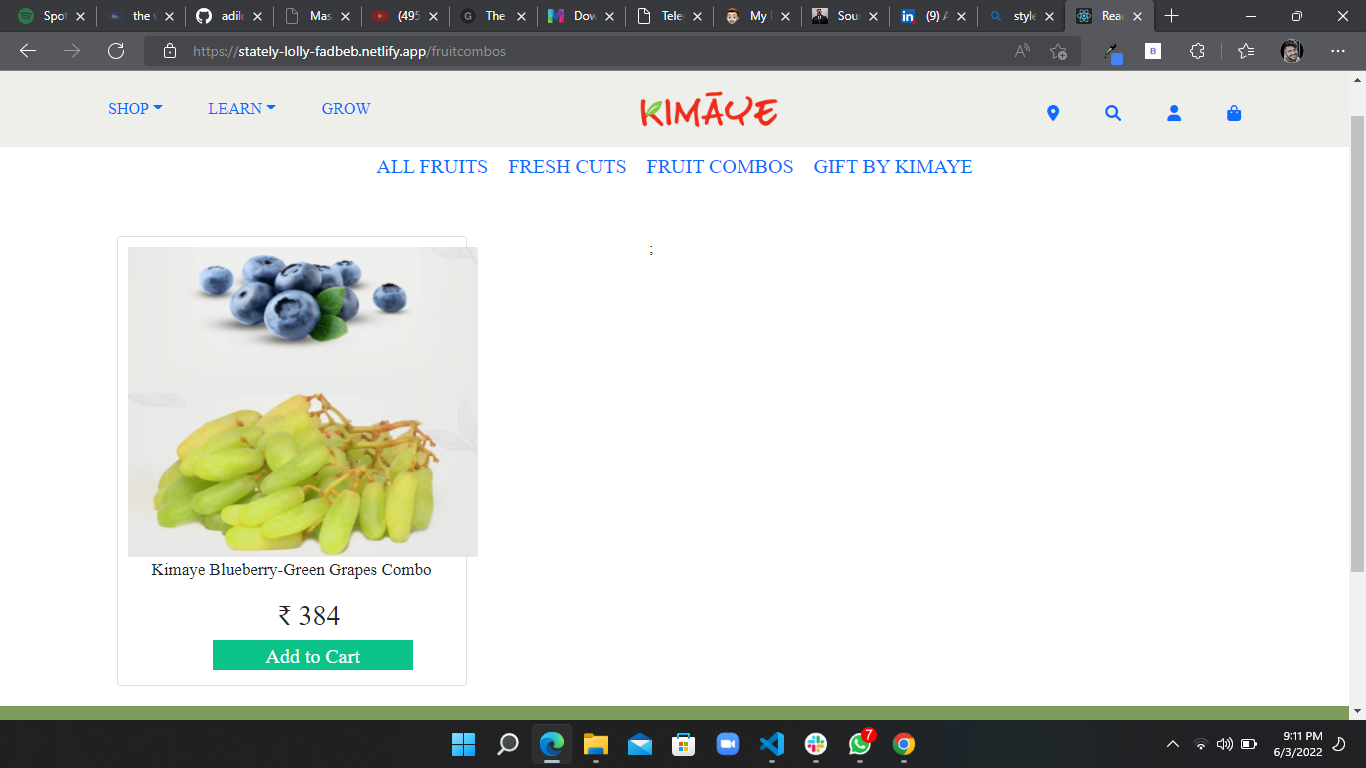 Spot
the v
adil
Mas
(495
The
Dow
Tele
My
Sou
(9) A
style
Reac
https://stately-lolly-fadbeb.netlify.app/fruitcombos
SHOP LEARN GROW
KIMĀYE
ALL FRUITS FRESH CUTS FRUIT COMBOS GIFT BY KIMAYE
;
Kimaye Blueberry-Green Grapes Combo
₹ 384
Add to Cart
7
9:11 PM
6/3/2022